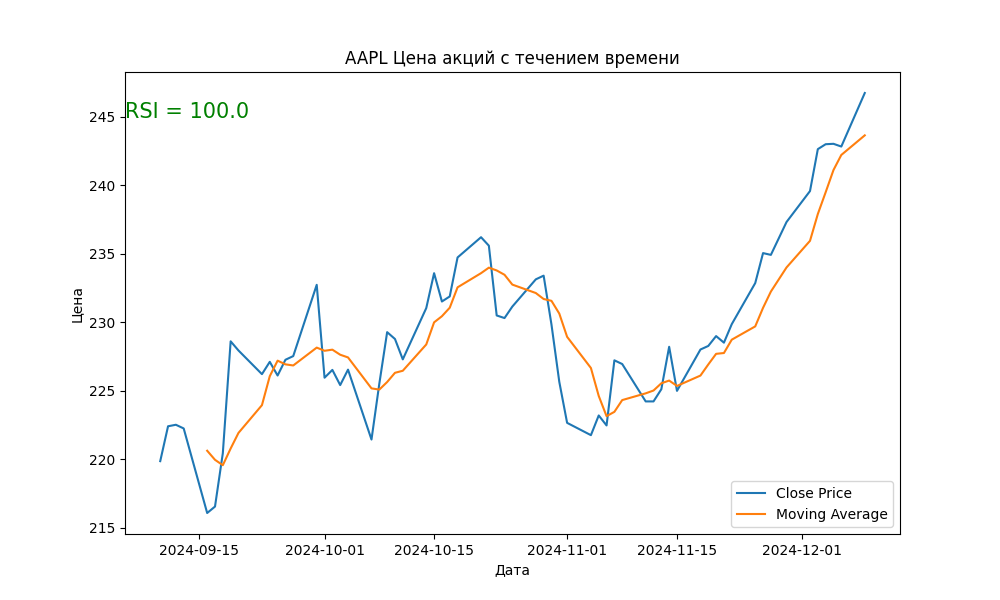 AAPL Цена акций с течением времени
RSI = 100.0
245
240
235
230
225
220
215
Цена
2024-09-15
2024-10-01
2024-10-15
2024-11-01
2024-11-15
2024-12-01
Дата
Close Price
Moving Average